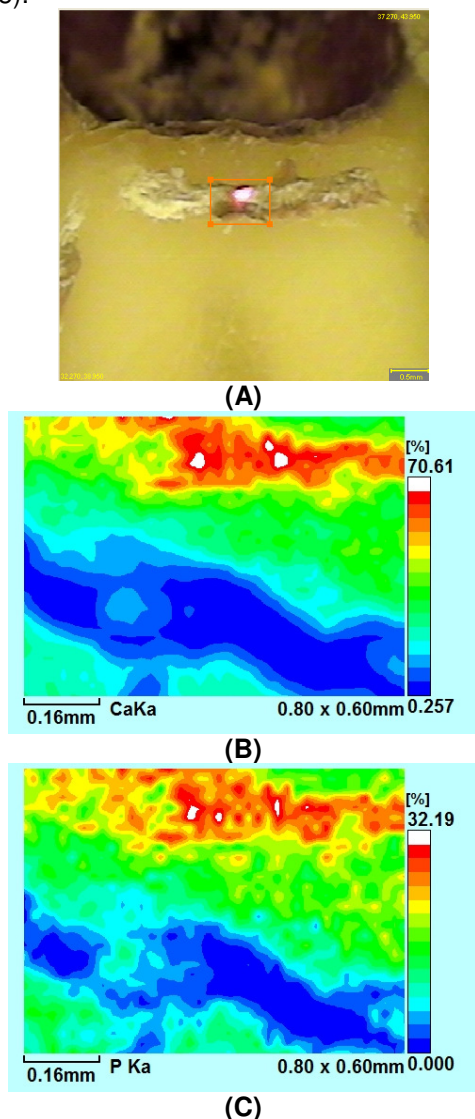 37.270, 43.950
32.270, 38.950
0.5mm
(A)
[%]
70.61
0.16mm CaKa 0.80 x 0.60mm 0.257
(B)
[%]
32.19
0.16mm P Ka 0.80 x 0.60mm 0.000
(C)